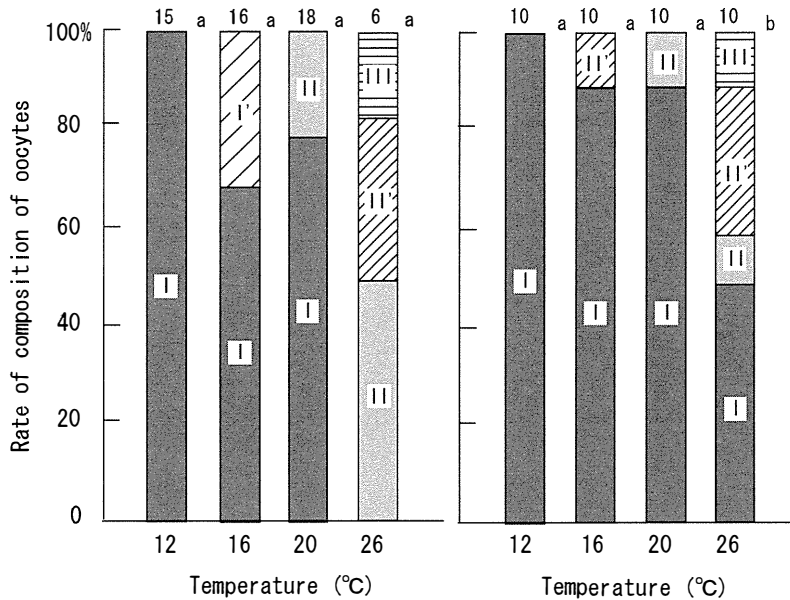 15 a 16 a 18 a 6 a
10 a 10 a 10 a 10 b
100%
80
60
40
20
0
Rate of composition of oocytes
I
I'
I
II
I
III
II'
II
I
II'
I
II
I
III
II'
II
I
12 16 20 26
12 16 20 26
Temperature (℃)
Temperature (℃)